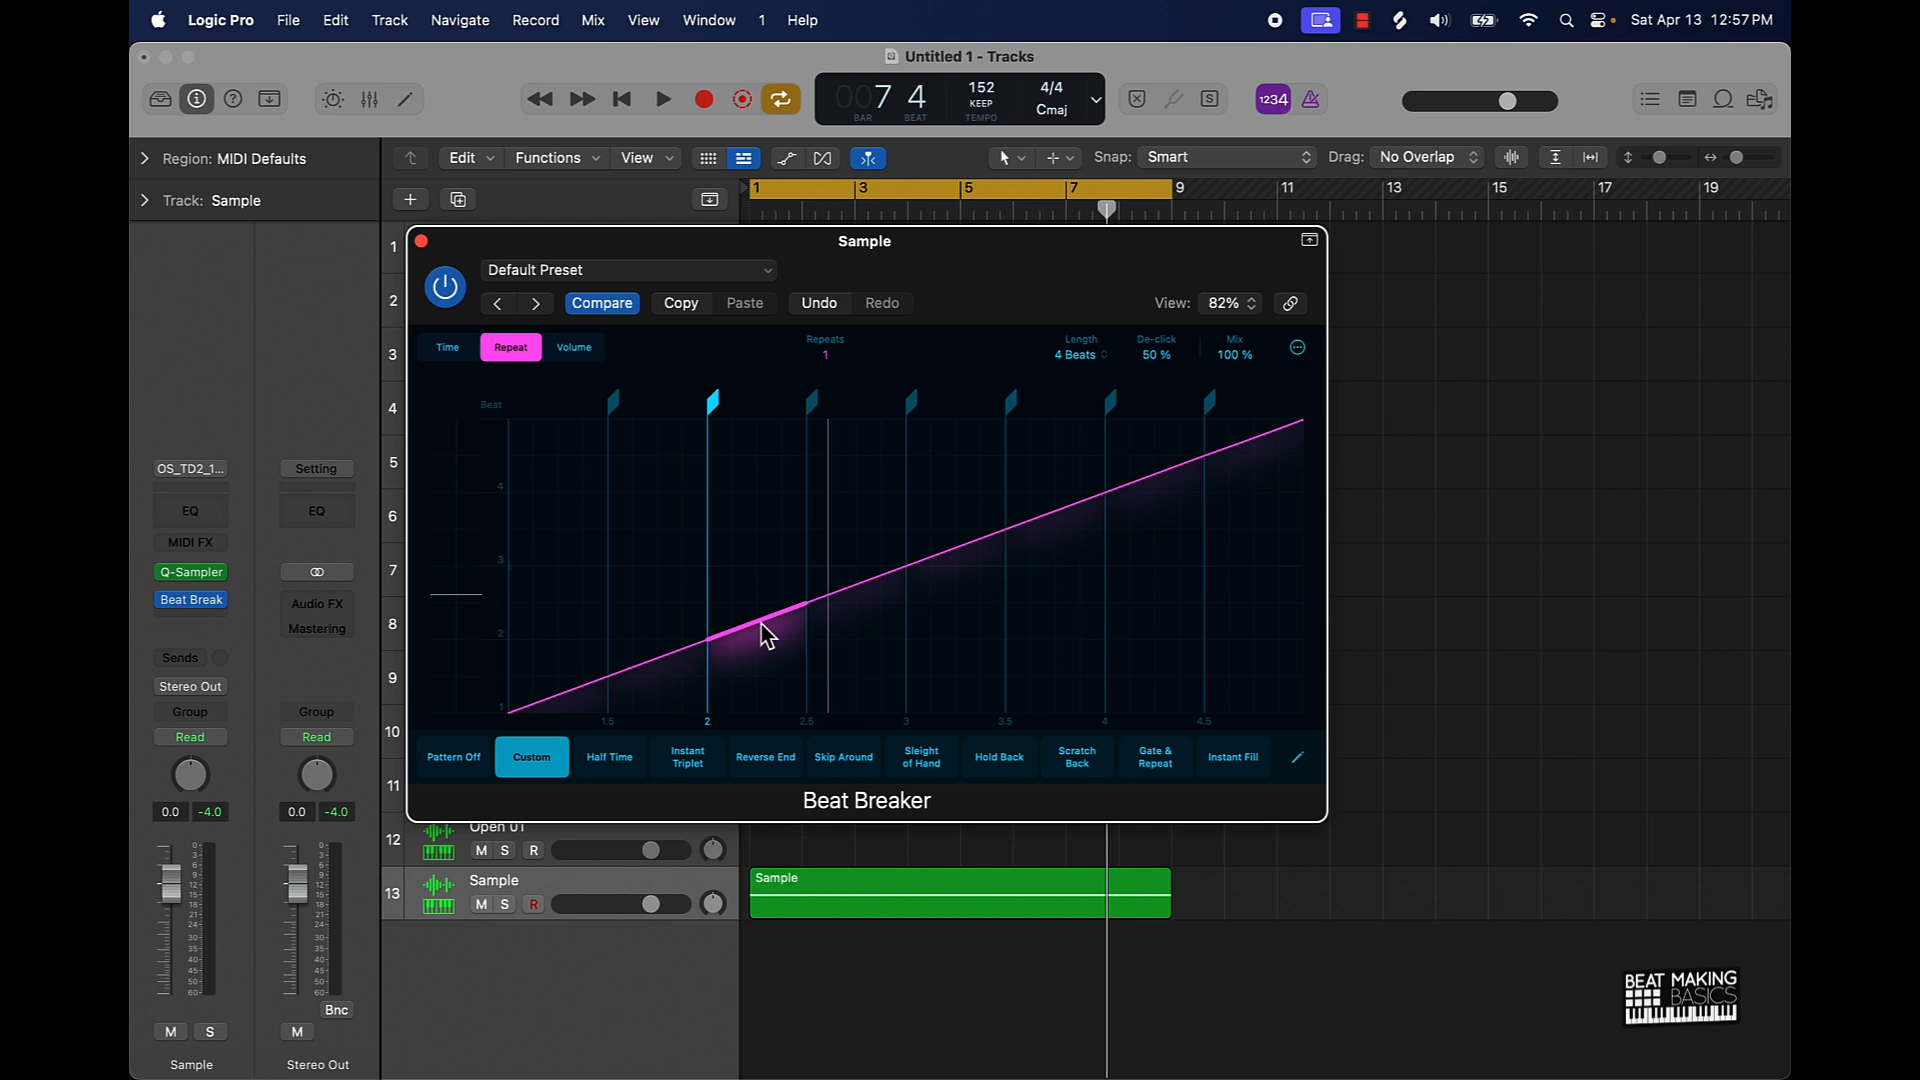 Logic Pro File Edit Track Navigate Record Mix View Window 1 Help
Sat Apr 13 12:57 PM
Untitled 1 - Tracks
007 4
BAR BEAT
152
KEEP
TEMPO
4/4
Cmaj
1234
S
Region: MIDI Defaults
Track: Sample
Edit Functions View
Snap: Smart
Drag: No Overlap
1 3 5 7 9 11 13 15 17 19
Sample
Default Preset
Compare Copy Paste Undo Redo
View: 82%
Time Repeat Volume
Repeats
1
Length
4 Beats
De-click
50 %
Mix
100 %
Beat
4
3
2
1
1.5 2 2.5 3 3.5 4 4.5
Pattern Off
Custom
Half Time
Instant
Triplet
Reverse End
Skip Around
Sleight
of Hand
Hold Back
Scratch
Back
Gate &
Repeat
Instant Fill
Beat Breaker
1
2
3
4
5
6
7
8
9
10
11
12
13
Open 01
M S R
Sample
M S R
Sample
OS_TD2_1...
EQ
MIDI FX
Q-Sampler
Beat Break
Sends
Stereo Out
Group
Read
0.0 -4.0
M S
Sample
Setting
EQ
Audio FX
Mastering
Group
Read
0.0 -4.0
Bnc
M
Stereo Out
BEAT MAKING
BASICS